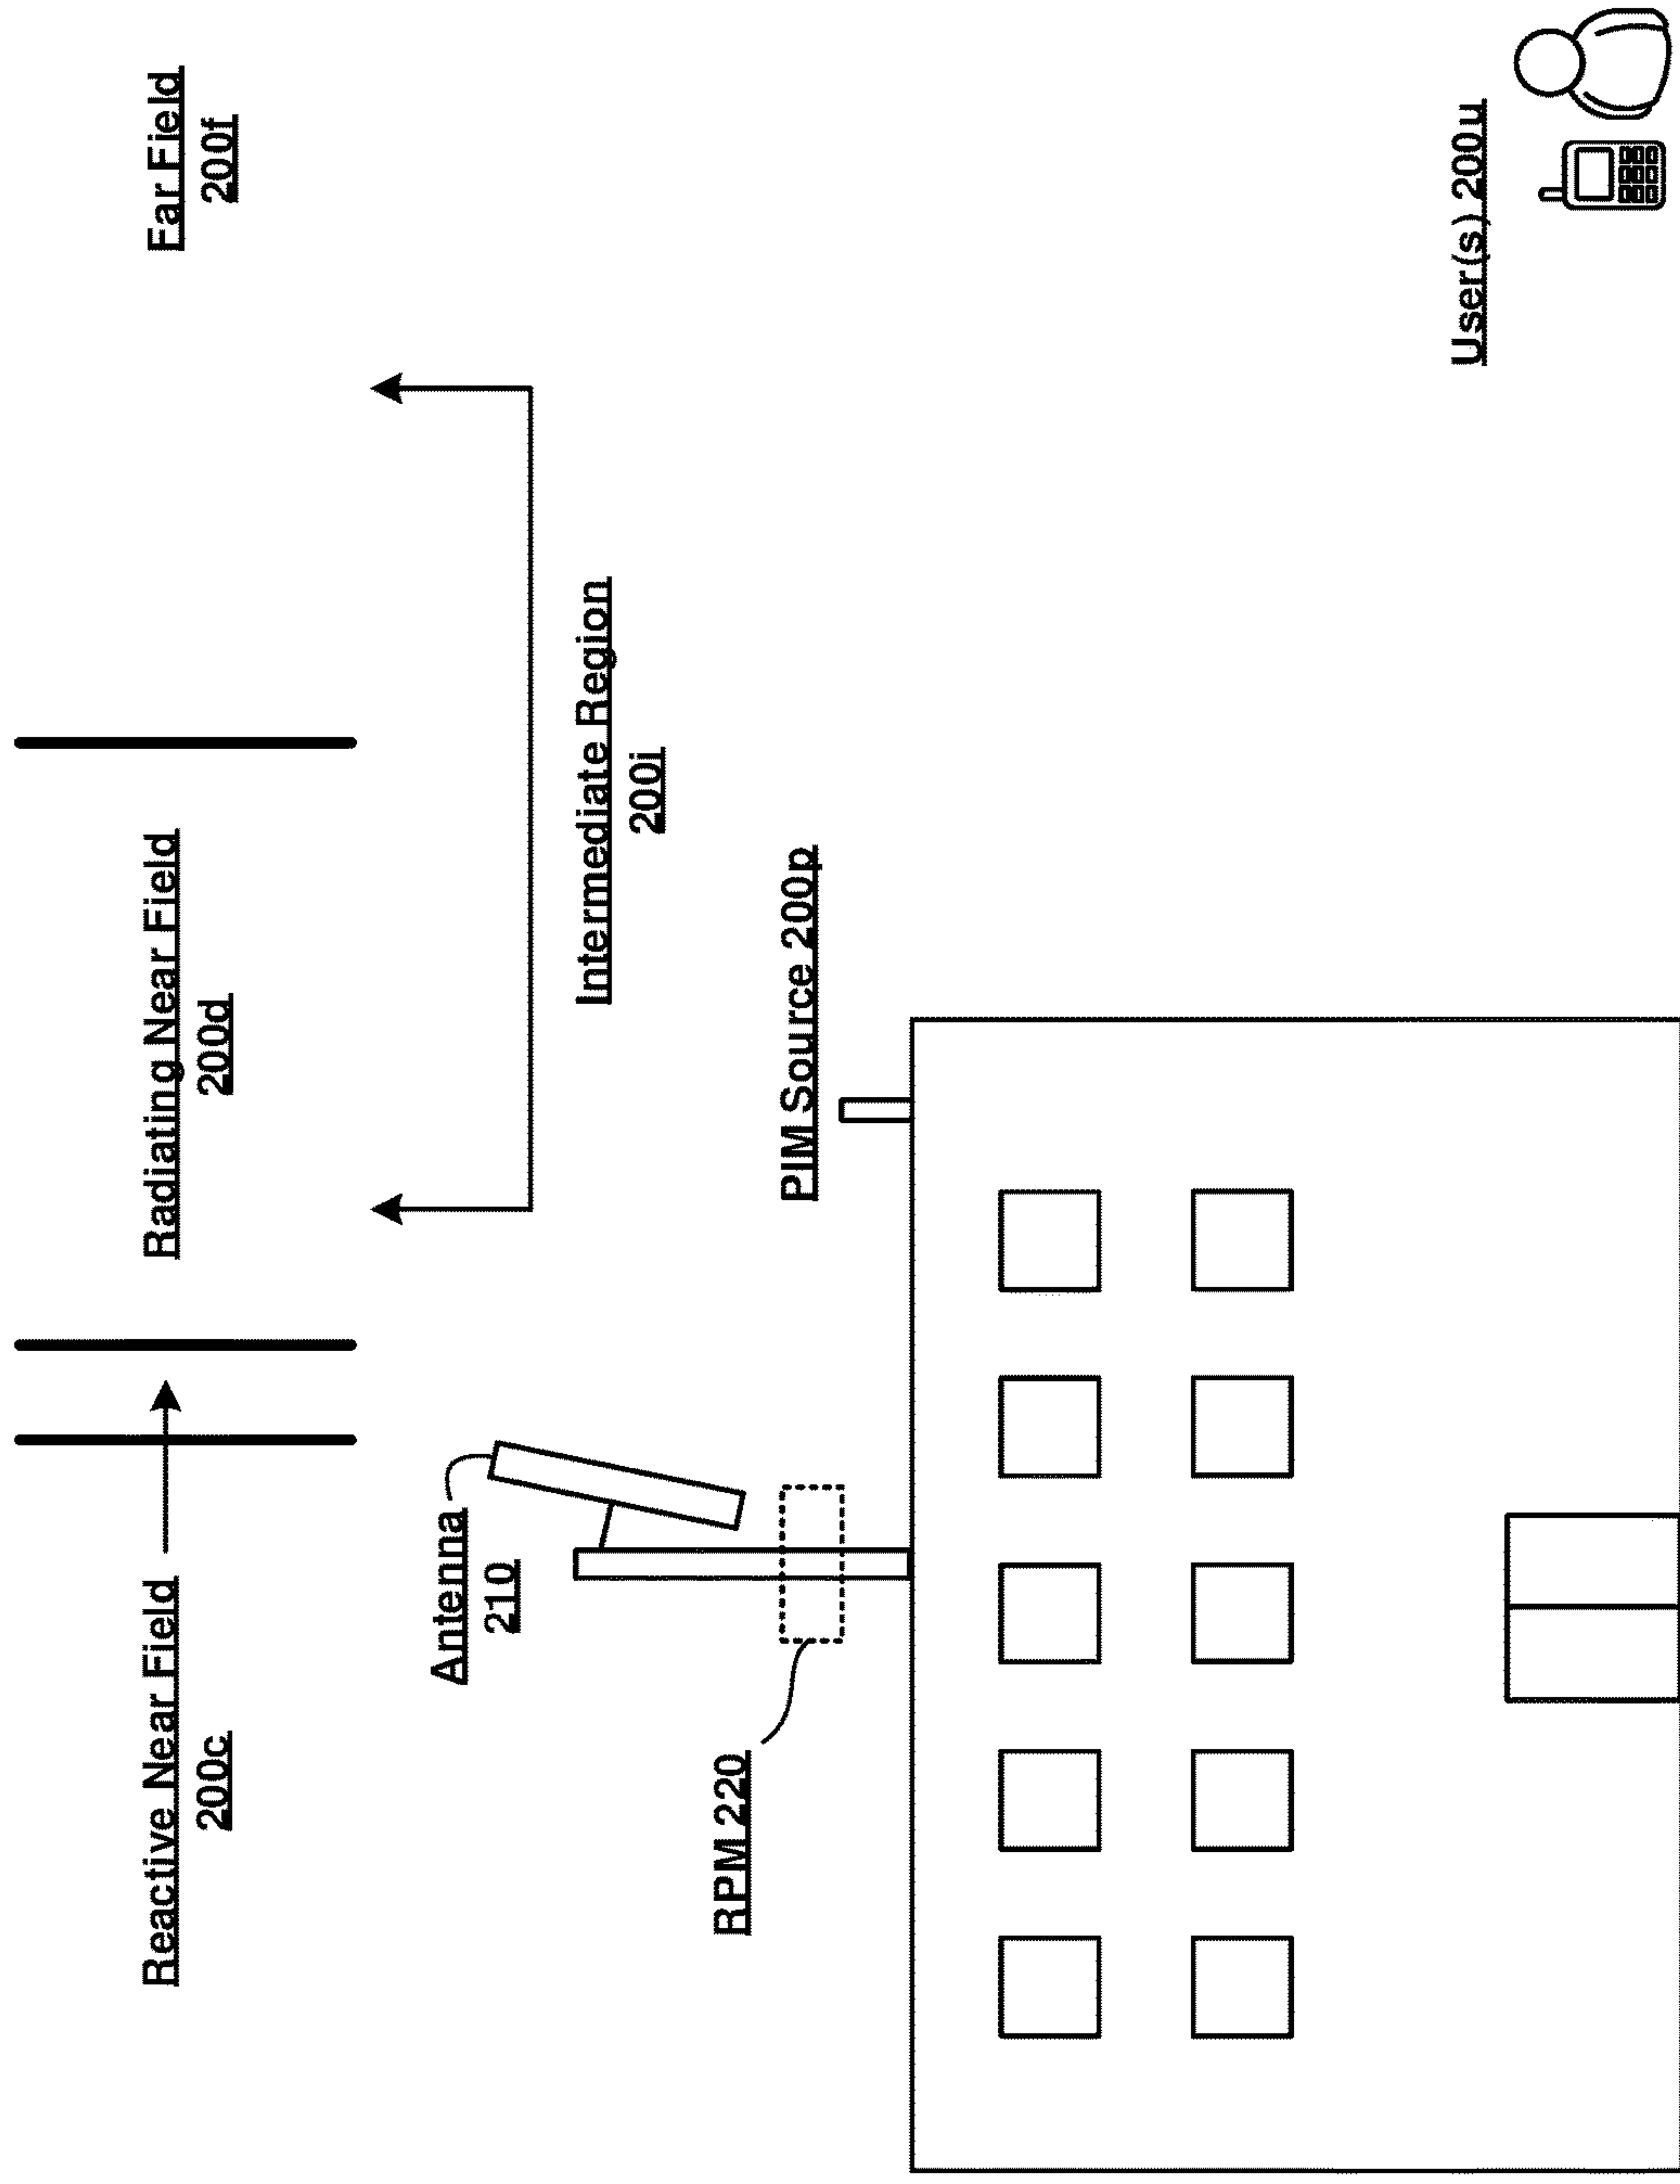 Reactive Near Field
200c
Radiating Near Field
200d
Far Field
200f
Antenna
210
Intermediate Region
200i
RPM 220
PIM Source 200p
User(s) 200u